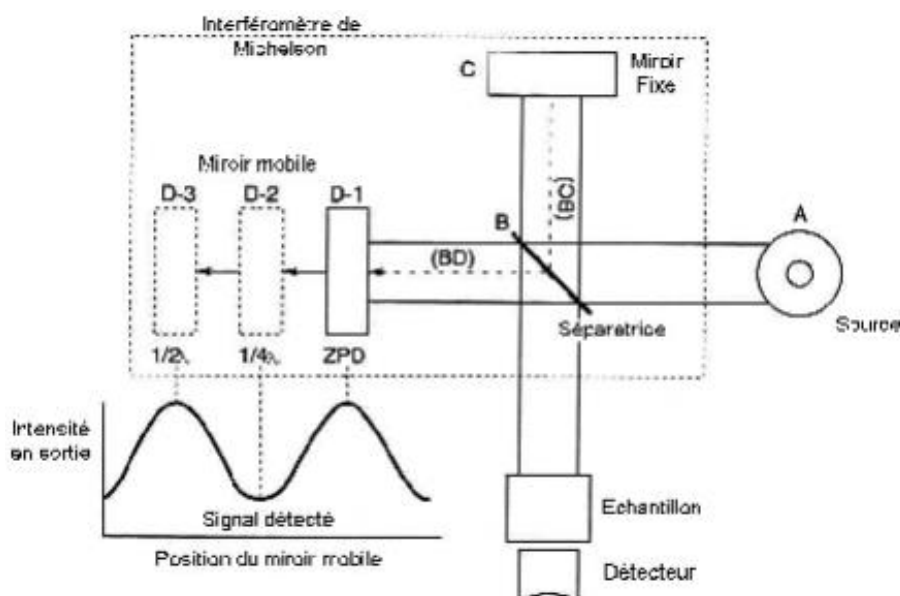 Interféromètre de
Michelson
C
Miroir
Fixe
Miroir mobile
D-3
D-2
D-1
B
(BC)
A
(BD)
Séparatrice
Source
1/2λ
1/4λ
ZPD
Intensité
en sortie
Signal détecté
Position du miroir mobile
Echantillon
Détecteur